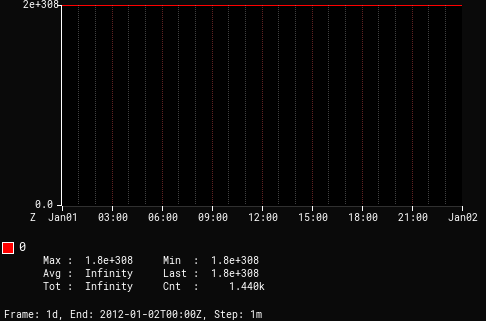 2e+308
0.0
Z Jan01 03:00 06:00 09:00 12:00 15:00 18:00 21:00 Jan02
0
Max : 1.8e+308 Min : 1.8e+308
Avg : Infinity Last : 1.8e+308
Tot : Infinity Cnt : 1.440k
Frame: 1d, End: 2012-01-02T00:00Z, Step: 1m